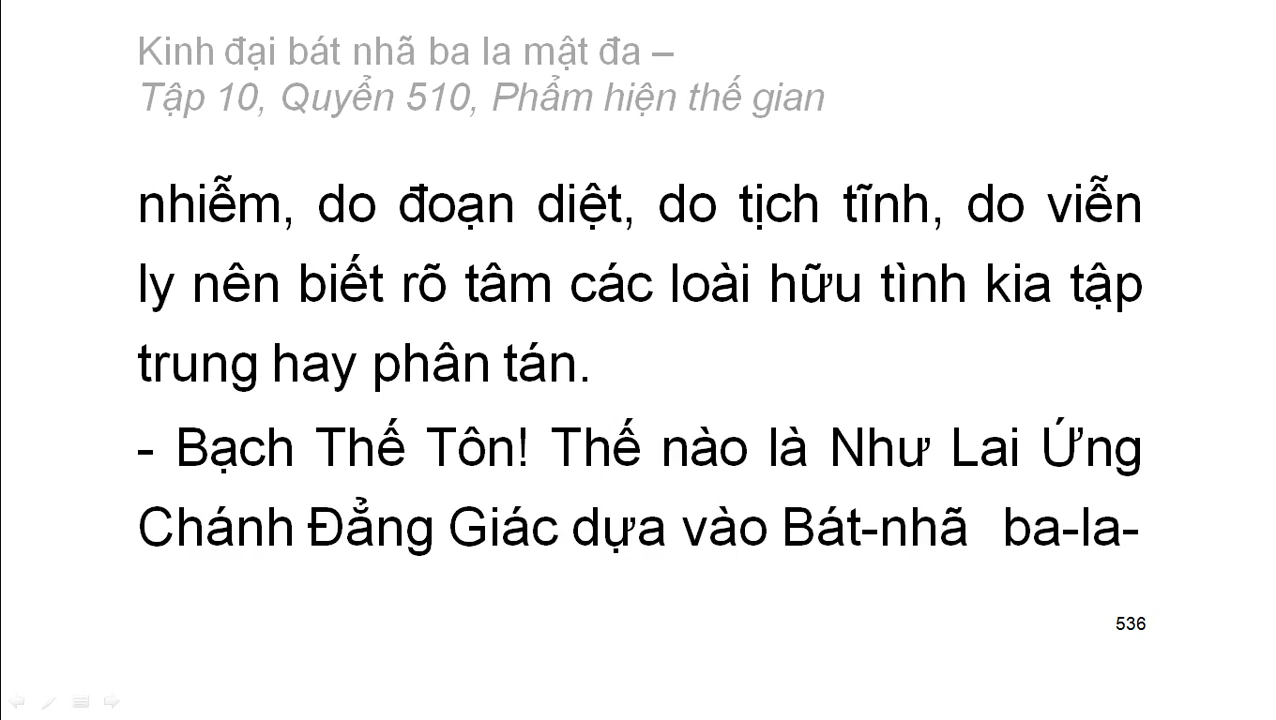 Kinh đại bát nhã ba la mật đa –
Tập 10, Quyển 510, Phẩm hiện thế gian
nhiễm, do đoạn diệt, do tịch tĩnh, do viễn
ly nên biết rõ tâm các loài hữu tình kia tập
trung hay phân tán.
- Bạch Thế Tôn! Thế nào là Như Lai Ứng
Chánh Đẳng Giác dựa vào Bát-nhã ba-la-
536